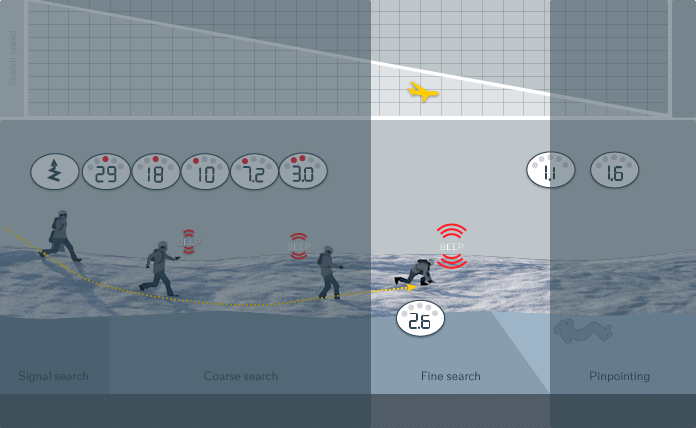 Search speed
29 18 10 7.2 3.0 1.1 1.6
BEEP BEEP BEEP
2.6
Signal search Coarse search Fine search Pinpointing